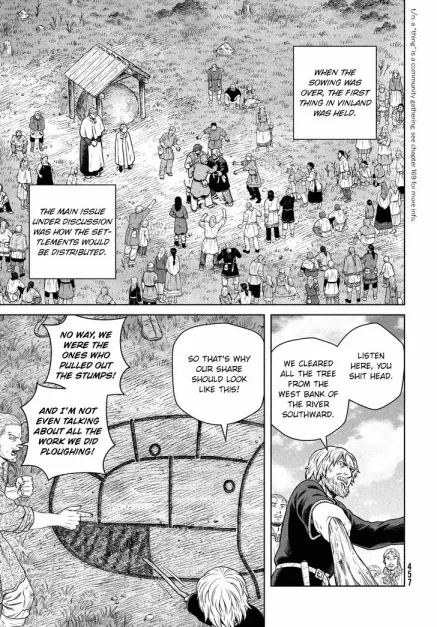 t/n: a "thing" is a community gathering, see chapter 169 for more info.
WHEN THE
SOWING WAS
OVER, THE FIRST
THING IN VINLAND
WAS HELD.
THE MAIN ISSUE
UNDER DISCUSSION
WAS HOW THE SET-
TLEMENTS WOULD
BE DISTRIBUTED.
LISTEN
HERE, YOU
SHIT HEAD.
WE CLEARED
ALL THE TREE
FROM THE
WEST BANK OF
THE RIVER
SOUTHWARD.
SO THAT'S WHY
OUR SHARE
SHOULD LOOK
LIKE THIS!
NO WAY, WE
WERE THE
ONES WHO
PULLED OUT
THE STUMPS!
AND I'M NOT
EVEN TALKING
ABOUT ALL THE
WORK WE DID
PLOUGHING!
457